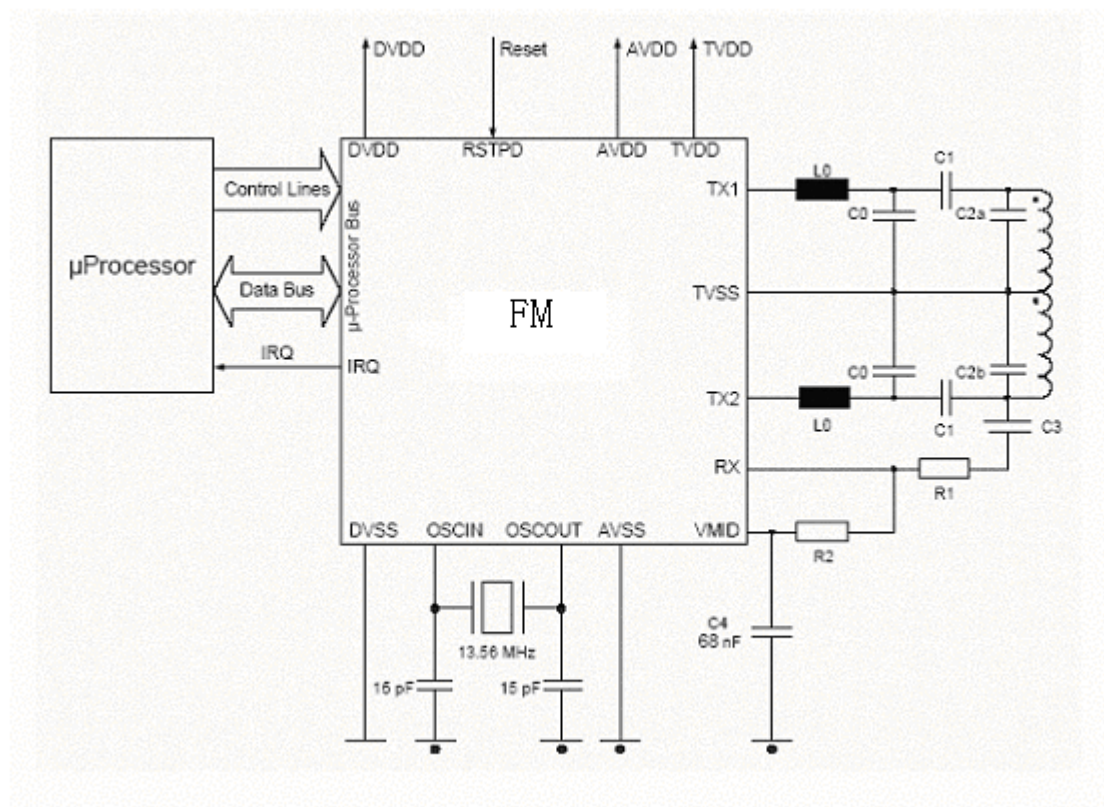 DVDD
Reset
AVDD
TVDD
DVDD
RSTPD
AVDD
TVDD
µProcessor
Control Lines
Data Bus
IRQ
µ-Processor Bus
IRQ
FM
TX1
TVSS
TX2
RX
VMID
L0
C0
C1
C2a
C0
C2b
L0
C1
C3
R1
R2
DVSS
OSCIN
OSCOUT
AVSS
13.56 MHz
15 pF
15 pF
C4
68 nF